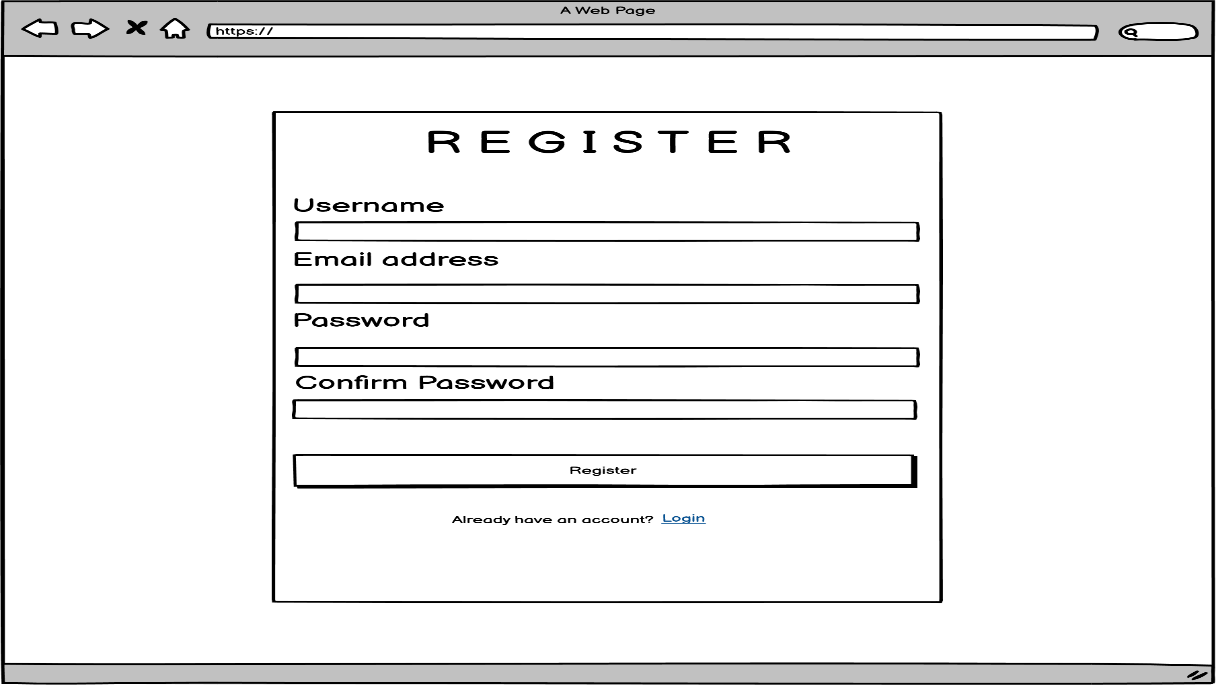 A Web Page
https://
REGISTER
Username
Email address
Password
Confirm Password
Register
Already have an account? Login